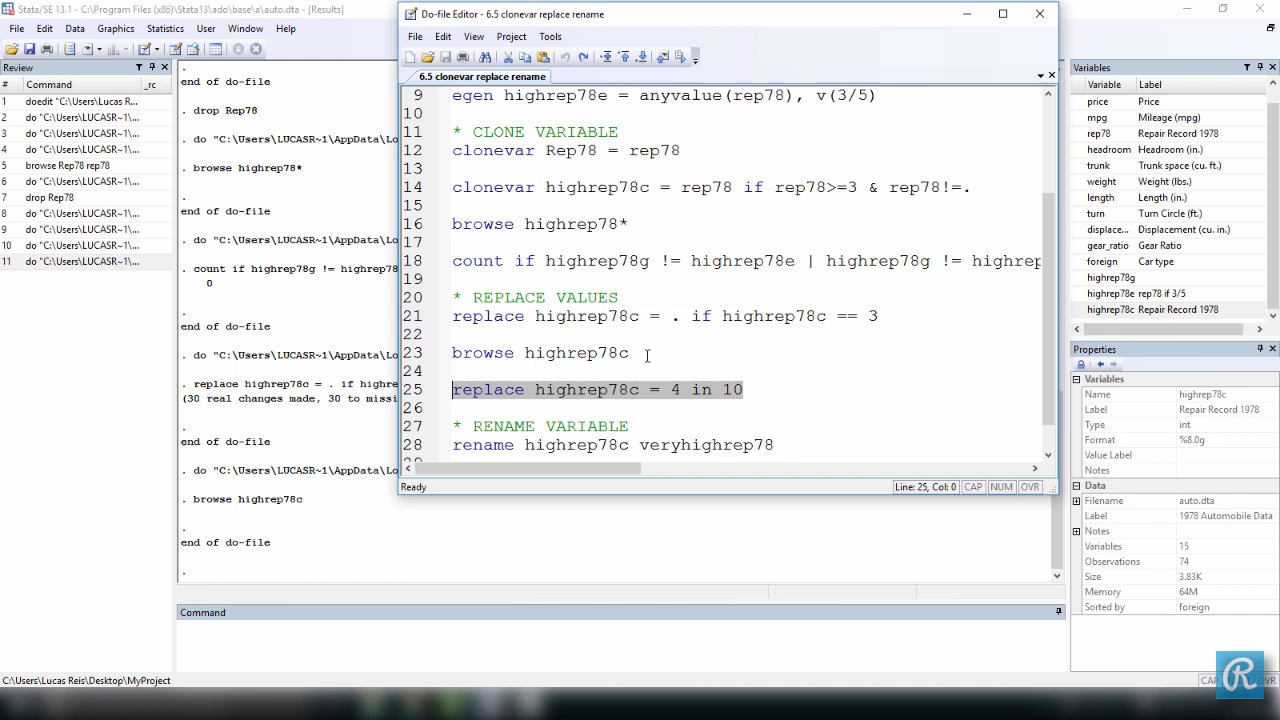 Stata/SE 13.1 - C:\Program Files (x86)\Stata13\ado\base\a\auto.dta - [Results]
File Edit Data Graphics Statistics User Window Help
Review
# Command _rc
1 doedit "C:\Users\Lucas R...
2 do "C:\Users\LUCASR~1\...
3 do "C:\Users\LUCASR~1\...
4 do "C:\Users\LUCASR~1\...
5 browse Rep78 rep78
6 do "C:\Users\LUCASR~1\...
7 drop Rep78
8 do "C:\Users\LUCASR~1\...
9 do "C:\Users\LUCASR~1\...
10 do "C:\Users\LUCASR~1\...
11 do "C:\Users\LUCASR~1\...
.
end of do-file
. drop Rep78
. do "C:\Users\LUCASR~1\AppData\Lo
. browse highrep78*
.
end of do-file
. do "C:\Users\LUCASR~1\AppData\Lo
. count if highrep78g != highrep78
0
.
end of do-file
. do "C:\Users\LUCASR~1\AppData\Lo
. replace highrep78c = . if highre
(30 real changes made, 30 to missi
.
end of do-file
. do "C:\Users\LUCASR~1\AppData\Lo
. browse highrep78c
.
end of do-file
.
Command
C:\Users\Lucas Reis\Desktop\MyProject
Do-file Editor - 6.5 clonevar replace rename
File Edit View Project Tools
6.5 clonevar replace rename
9 egen highrep78e = anyvalue(rep78), v(3/5)
10
11 * CLONE VARIABLE
12 clonevar Rep78 = rep78
13
14 clonevar highrep78c = rep78 if rep78>=3 & rep78!=.
15
16 browse highrep78*
17
18 count if highrep78g != highrep78e | highrep78g != highrep
19
20 * REPLACE VALUES
21 replace highrep78c = . if highrep78c == 3
22
23 browse highrep78c
24
25 replace highrep78c = 4 in 10
26
27 * RENAME VARIABLE
28 rename highrep78c veryhighrep78
Ready Line: 25, Col: 0 CAP NUM OVR
Variables
Variable Label
price Price
mpg Mileage (mpg)
rep78 Repair Record 1978
headroom Headroom (in.)
trunk Trunk space (cu. ft.)
weight Weight (lbs.)
length Length (in.)
turn Turn Circle (ft.)
displace... Displacement (cu. in.)
gear_ratio Gear Ratio
foreign Car type
highrep78g
highrep78e rep78 if 3/5
highrep78c Repair Record 1978
Properties
Variables
Name highrep78c
Label Repair Record 1978
Type int
Format %8.0g
Value Label
Notes
Data
Filename auto.dta
Label 1978 Automobile Data
Notes
Variables 15
Observations 74
Size 3.83K
Memory 64M
Sorted by foreign
R
OVR